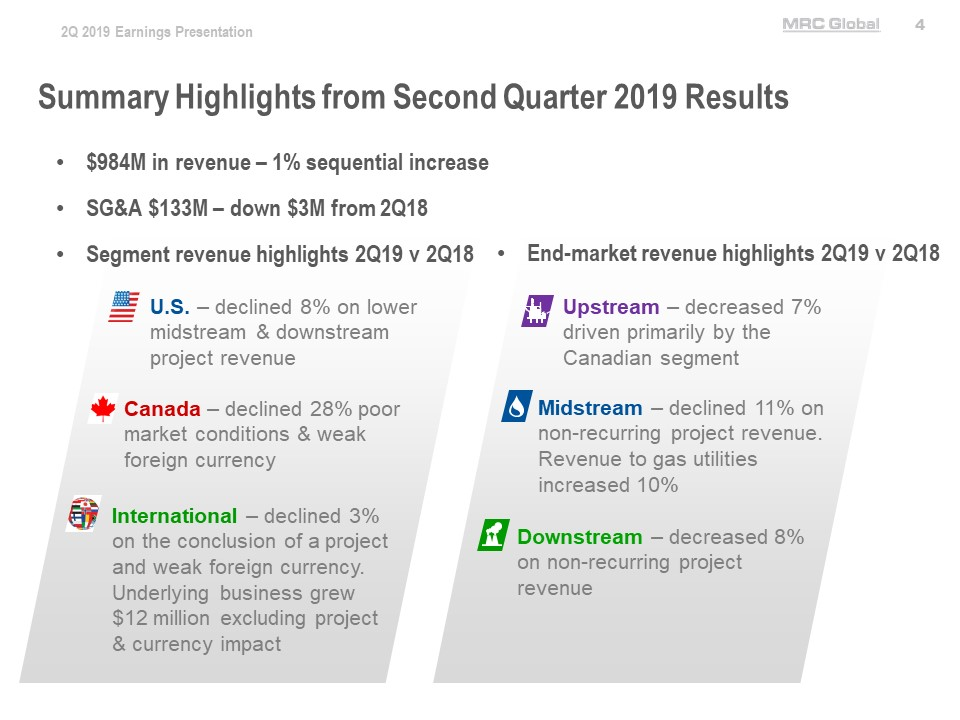 2Q 2019 Earnings Presentation
MRC Global
4
Summary Highlights from Second Quarter 2019 Results
• $984M in revenue – 1% sequential increase
• SG&A $133M – down $3M from 2Q18
• Segment revenue highlights 2Q19 v 2Q18
U.S. – declined 8% on lower
midstream & downstream
project revenue
Canada – declined 28% poor
market conditions & weak
foreign currency
International – declined 3%
on the conclusion of a project
and weak foreign currency.
Underlying business grew
$12 million excluding project
& currency impact
• End-market revenue highlights 2Q19 v 2Q18
Upstream – decreased 7%
driven primarily by the
Canadian segment
Midstream – declined 11% on
non-recurring project revenue.
Revenue to gas utilities
increased 10%
Downstream – decreased 8%
on non-recurring project
revenue